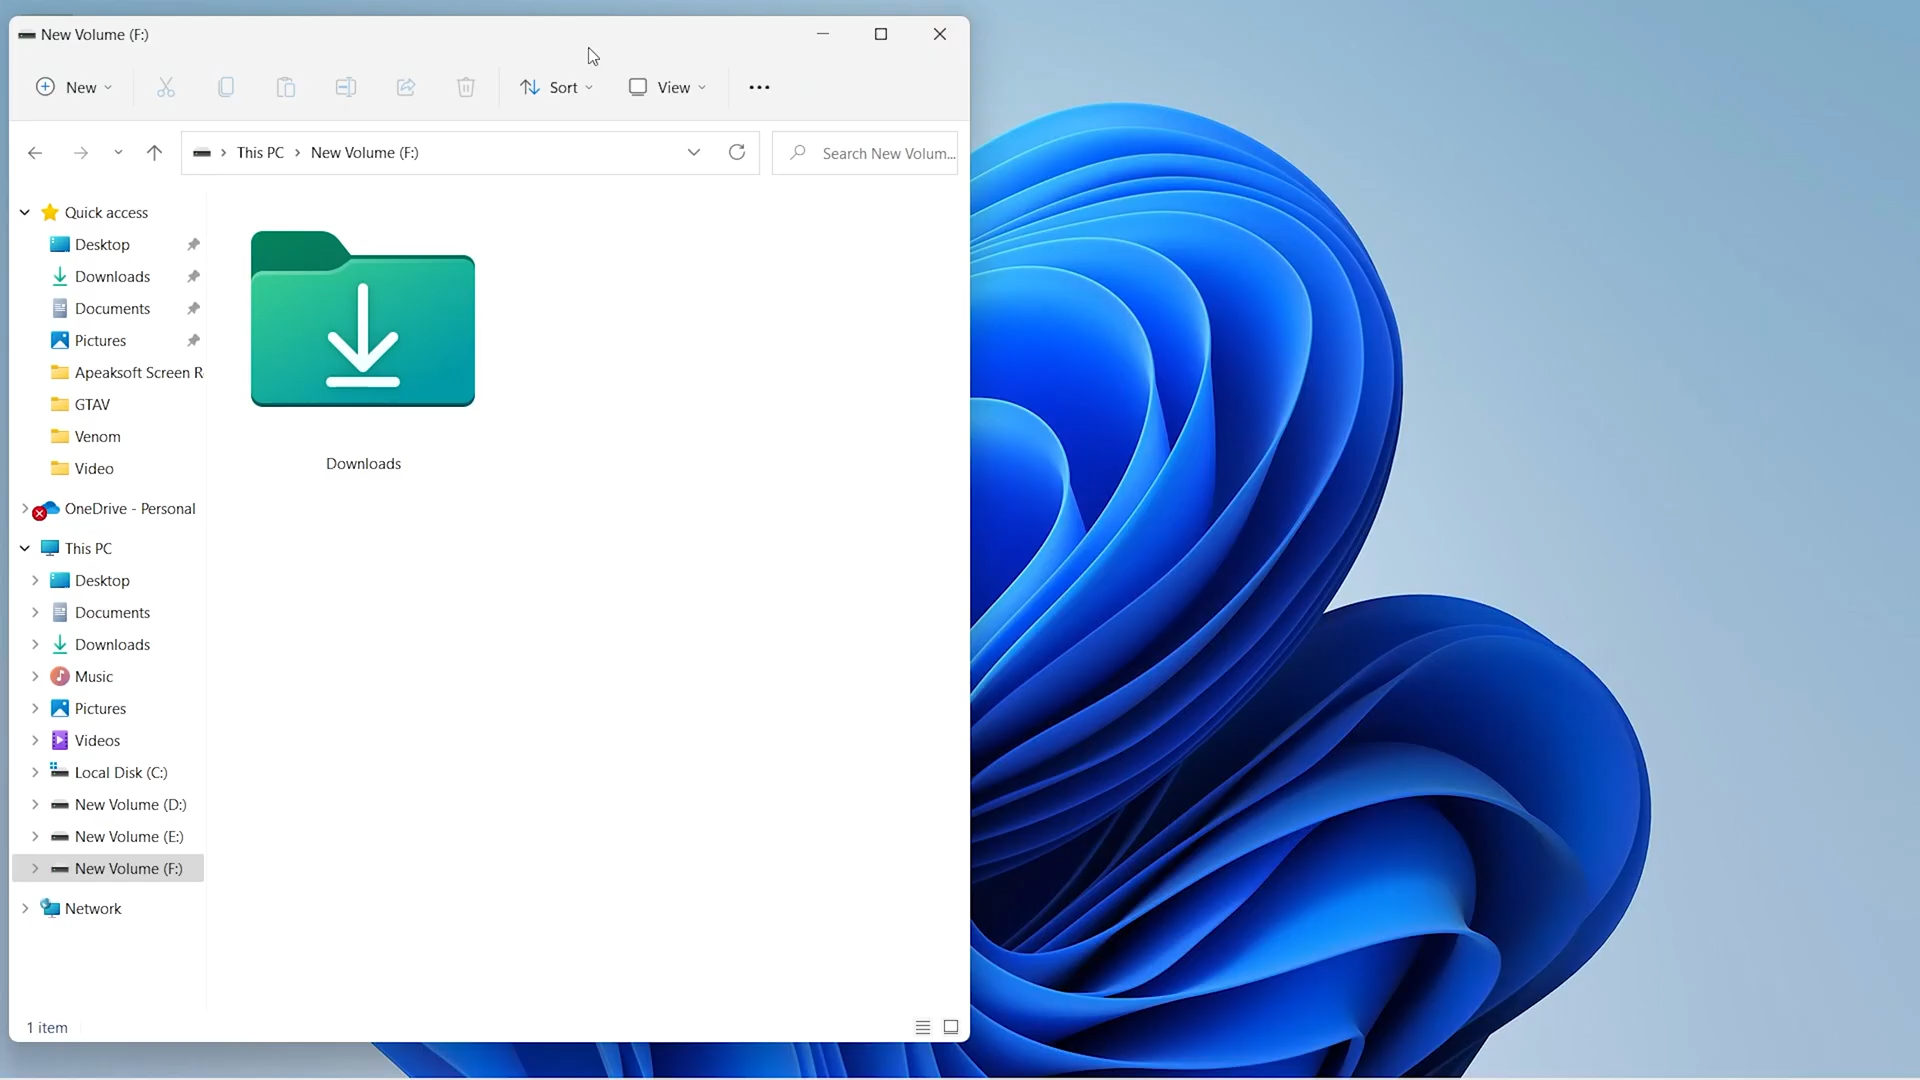 New Volume (F:)
New
Sort
View
This PC
New Volume (F:)
Search New Volum...
Quick access
Desktop
Downloads
Documents
Pictures
Apeaksoft Screen R
GTAV
Venom
Video
OneDrive - Personal
This PC
Desktop
Documents
Downloads
Music
Pictures
Videos
Local Disk (C:)
New Volume (D:)
New Volume (E:)
New Volume (F:)
Network
Downloads
1 item